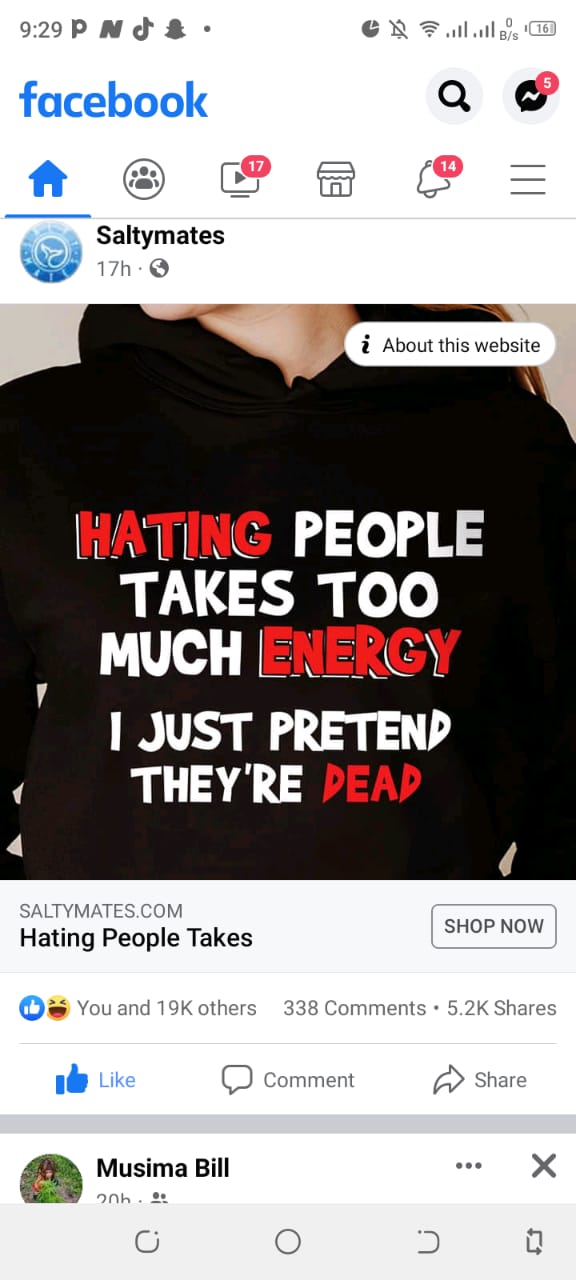 9:29
0
B/s
16
facebook
5
17
14
Saltymates
17h ·
i About this website
HATING PEOPLE
TAKES TOO
MUCH ENERGY
I JUST PRETEND
THEY'RE DEAD
SALTYMATES.COM
Hating People Takes
SHOP NOW
You and 19K others 338 Comments • 5.2K Shares
Like Comment Share
Musima Bill
20h ·